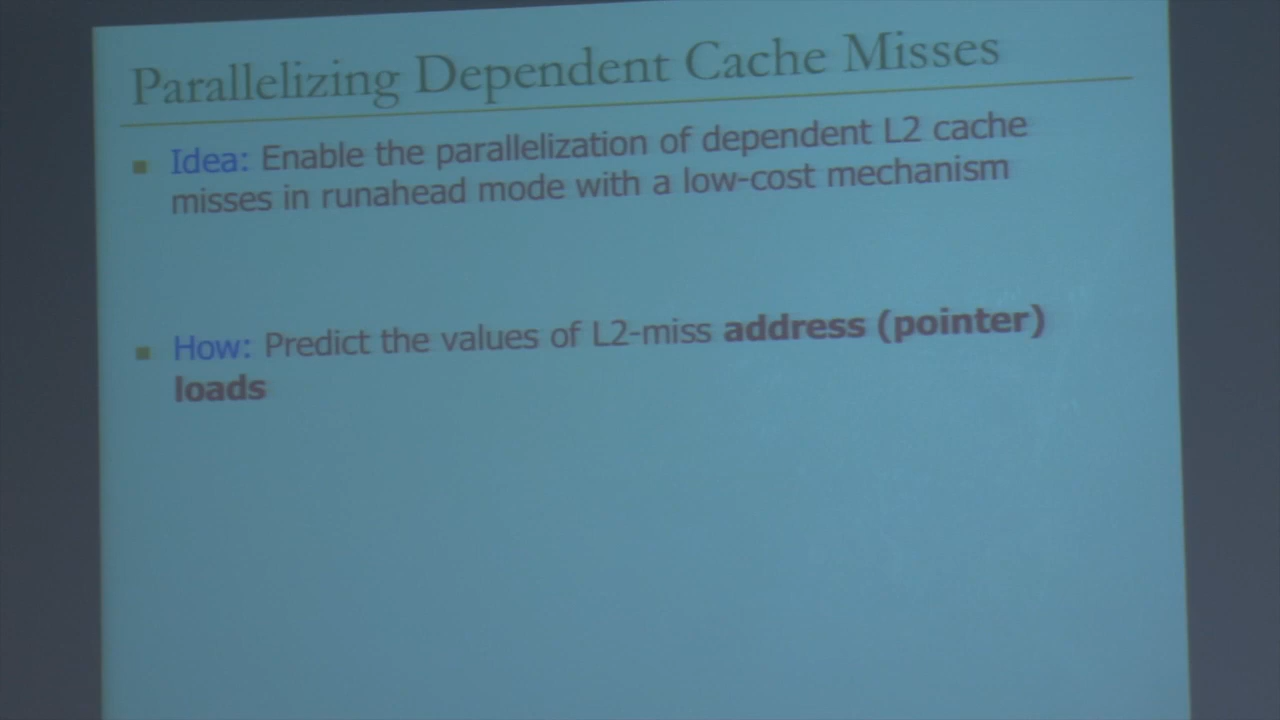 Parallelizing Dependent Cache Misses
Idea: Enable the parallelization of dependent L2 cache
misses in runahead mode with a low-cost mechanism
How: Predict the values of L2-miss address (pointer)
loads